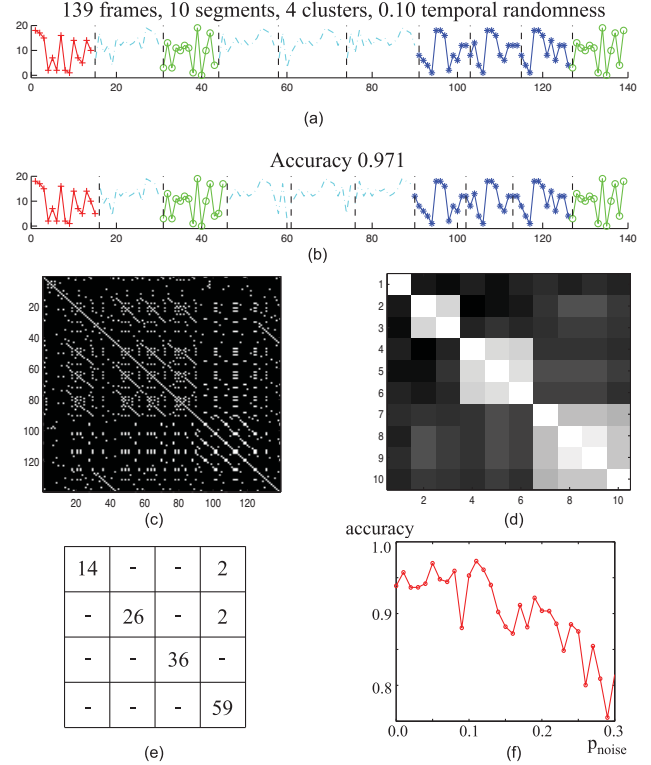 139 frames, 10 segments, 4 clusters, 0.10 temporal randomness
20
10
0
0 20 40 60 80 100 120 140
(a)
Accuracy 0.971
20
10
0
0 20 40 60 80 100 120 140
(b)
20
40
60
80
100
120
20 40 60 80 100 120
(c)
1
2
3
4
5
6
7
8
9
10
2 4 6 8 10
(d)
14 - - 2
- 26 - 2
- - 36 -
- - - 59
(e)
accuracy
1.0
0.9
0.8
0.0 0.1 0.2 0.3
p_noise
(f)